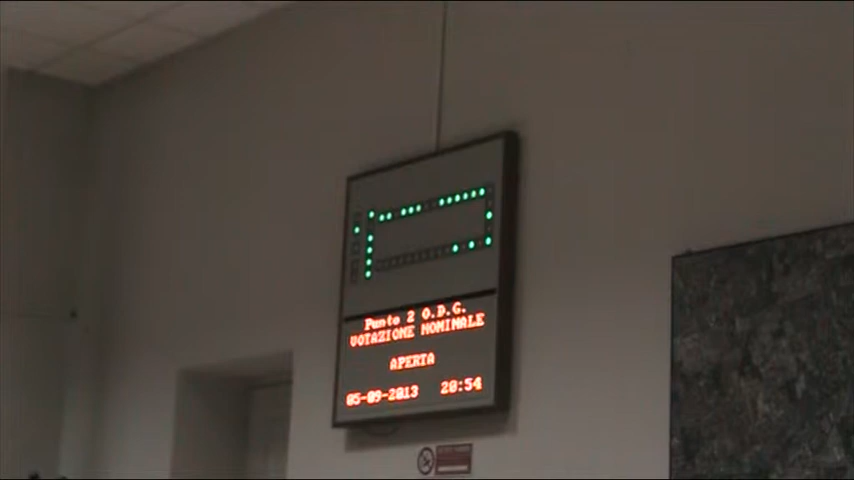 Punto 2 O.D.G.
VOTAZIONE NOMINALE
APERTA
05-09-2013 20:54